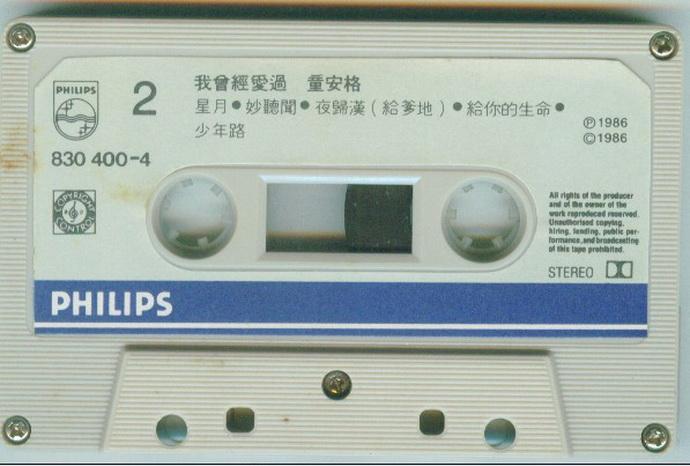 PHILIPS
2
我曾經愛過 童安格
星月●妙聽聞●夜歸漢（給爹地）●給你的生命●
少年路
℗1986
©1986
830 400-4
COPYRIGHT
CONTROL
All rights of the producer
and of the owner of the
work reproduced reserved.
Unauthorised copying,
hiring, lending, public per-
formance, and broadcasting
of this tape prohibited.
STEREO
PHILIPS